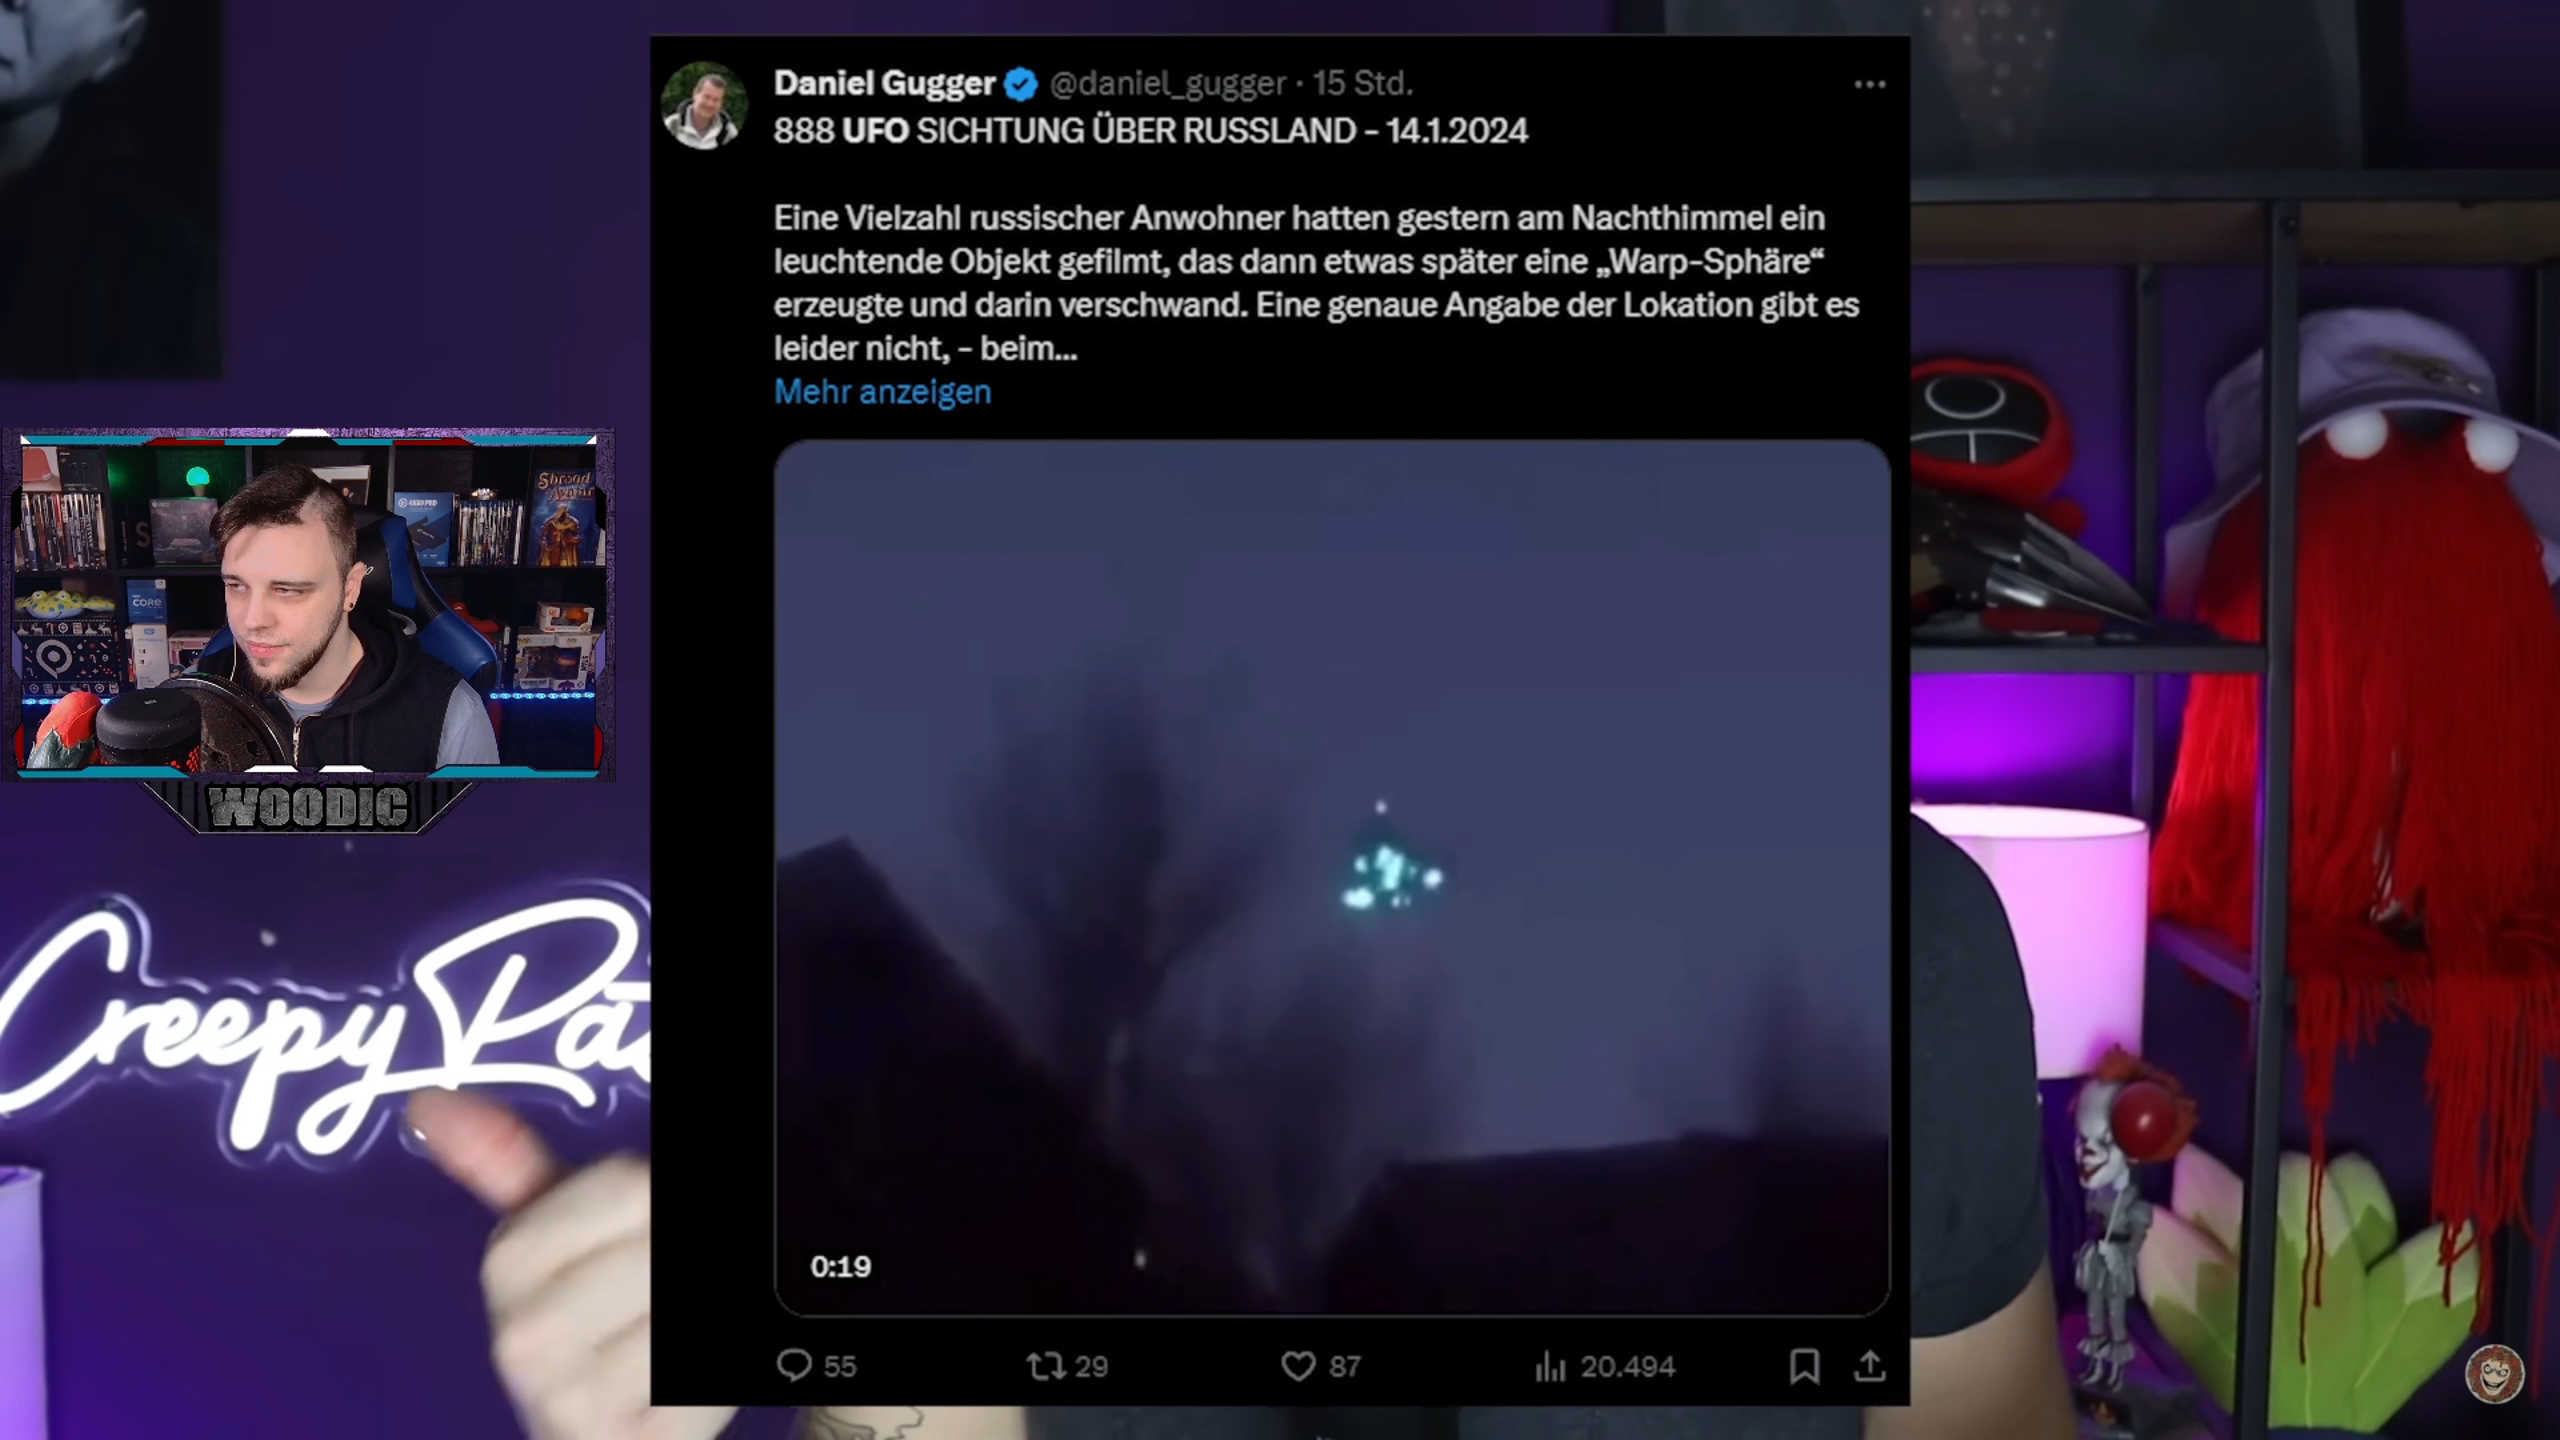 Daniel Gugger @daniel_gugger · 15 Std.
888 UFO SICHTUNG ÜBER RUSSLAND – 14.1.2024
Eine Vielzahl russischer Anwohner hatten gestern am Nachthimmel ein
leuchtende Objekt gefilmt, das dann etwas später eine „Warp-Sphäre“
erzeugte und darin verschwand. Eine genaue Angabe der Lokation gibt es
leider nicht, – beim...
Mehr anzeigen
0:19
55 29 87 20.494
Shroud
CORE
WOODIC
Creepy Pa